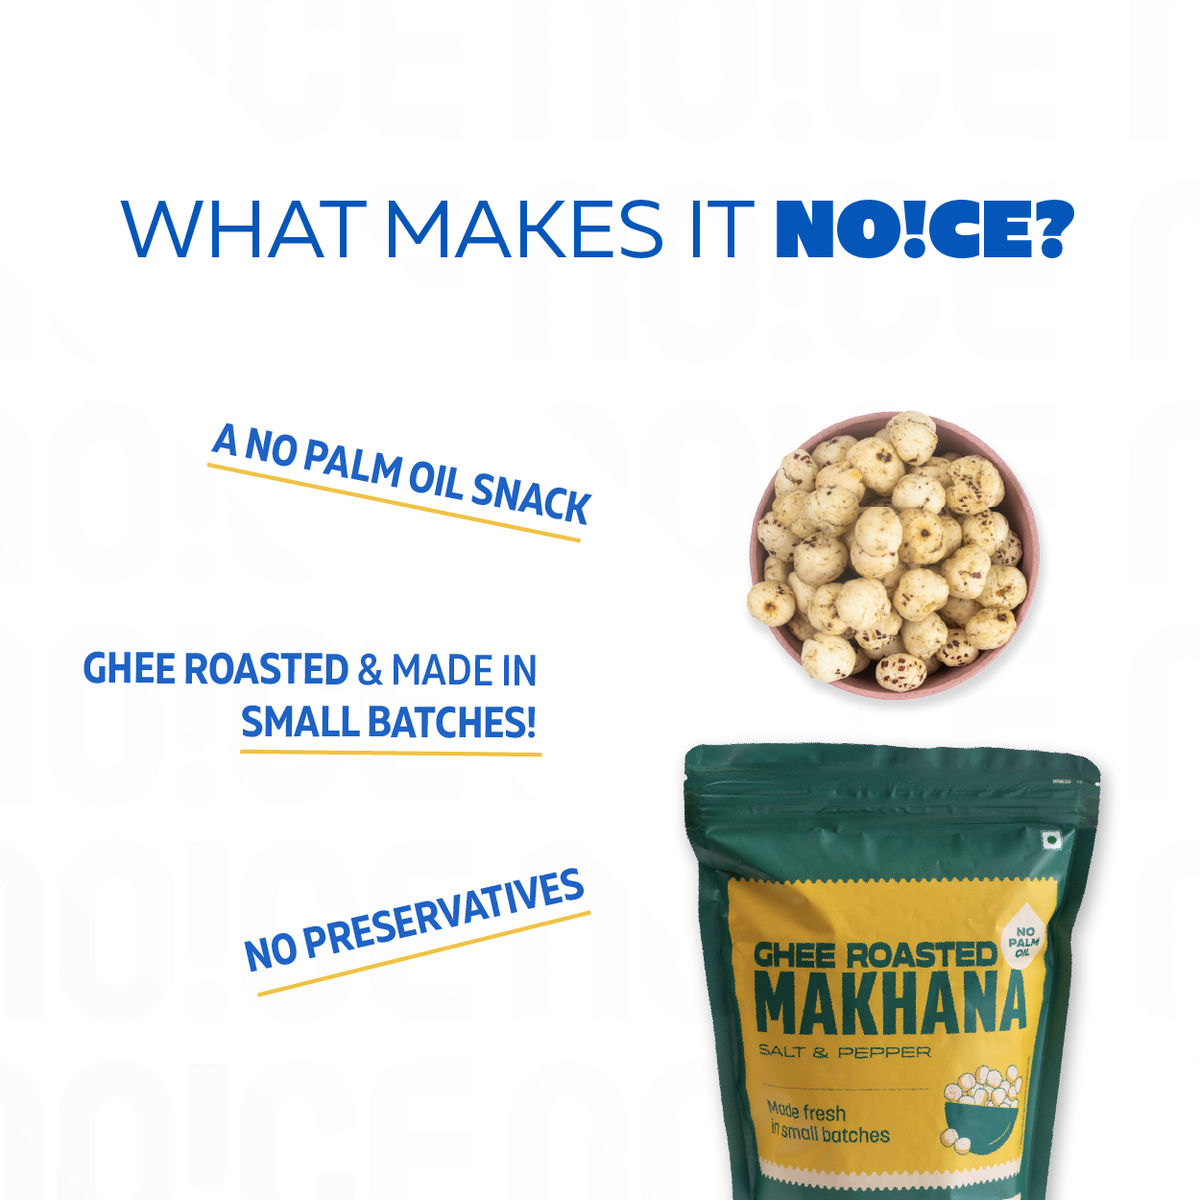 WHAT MAKES IT NO!CE?
A NO PALM OIL SNACK
GHEE ROASTED & MADE IN
SMALL BATCHES!
NO PRESERVATIVES
NO
PALM
OIL
GHEE ROASTED
MAKHANA
SALT & PEPPER
Made fresh
in small batches